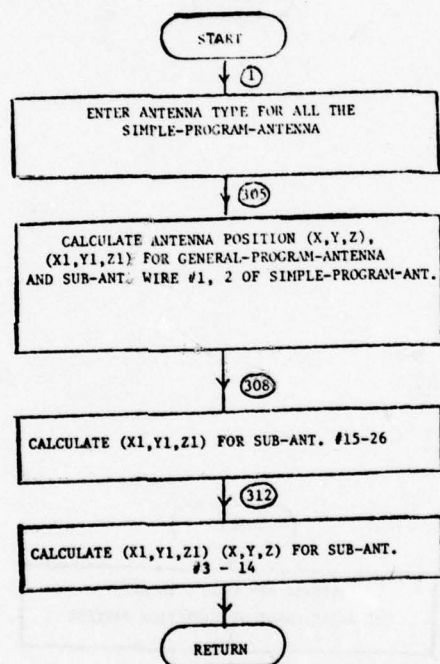 START
1
ENTER ANTENNA TYPE FOR ALL THE
SIMPLE-PROGRAM-ANTENNA
305
CALCULATE ANTENNA POSITION (X,Y,Z),
(X1,Y1,Z1) FOR GENERAL-PROGRAM-ANTENNA
AND SUB-ANT. WIRE #1, 2 OF SIMPLE-PROGRAM-ANT.
308
CALCULATE (X1,Y1,Z1) FOR SUB-ANT. #15-26
312
CALCULATE (X1,Y1,Z1) (X,Y,Z) FOR SUB-ANT.
#3 - 14
RETURN